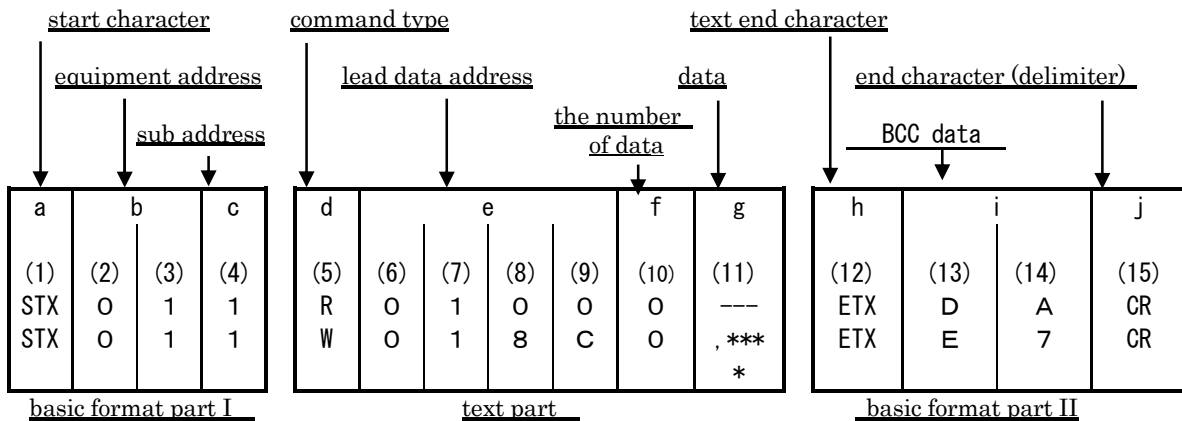 start character command type text end character
equipment address lead data address data end character (delimiter)
sub address the number of data BCC data
a b c d e f g h i j
(1) (2) (3) (4) (5) (6) (7) (8) (9) (10) (11) (12) (13) (14) (15)
STX 0 1 1 R 0 1 0 0 0 --- ETX D A CR
STX 0 1 1 W 0 1 8 C 0 ,*** ETX E 7 CR
*
basic format part I text part basic format part II